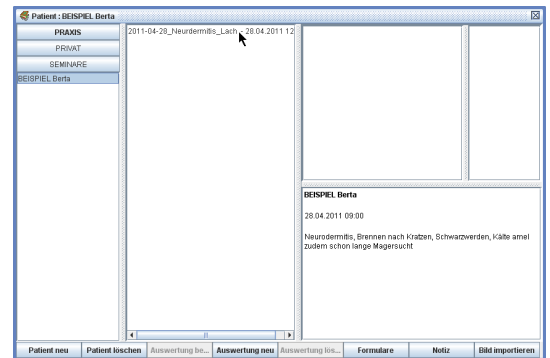 Patient : BEISPIEL Berta
PRAXIS
PRIVAT
SEMINARE
BEISPIEL Berta
2011-04-28_Neurdermitis_Lach - 28.04.2011 12
BEISPIEL Berta
28.04.2011 09:00
Neurodermitis, Brennen nach Kratzen, Schwarzwerden, Kälte amel
zudem schon lange Magersucht
Patient neu
Patient löschen
Auswertung be...
Auswertung neu
Auswertung lös...
Formulare
Notiz
Bild importieren